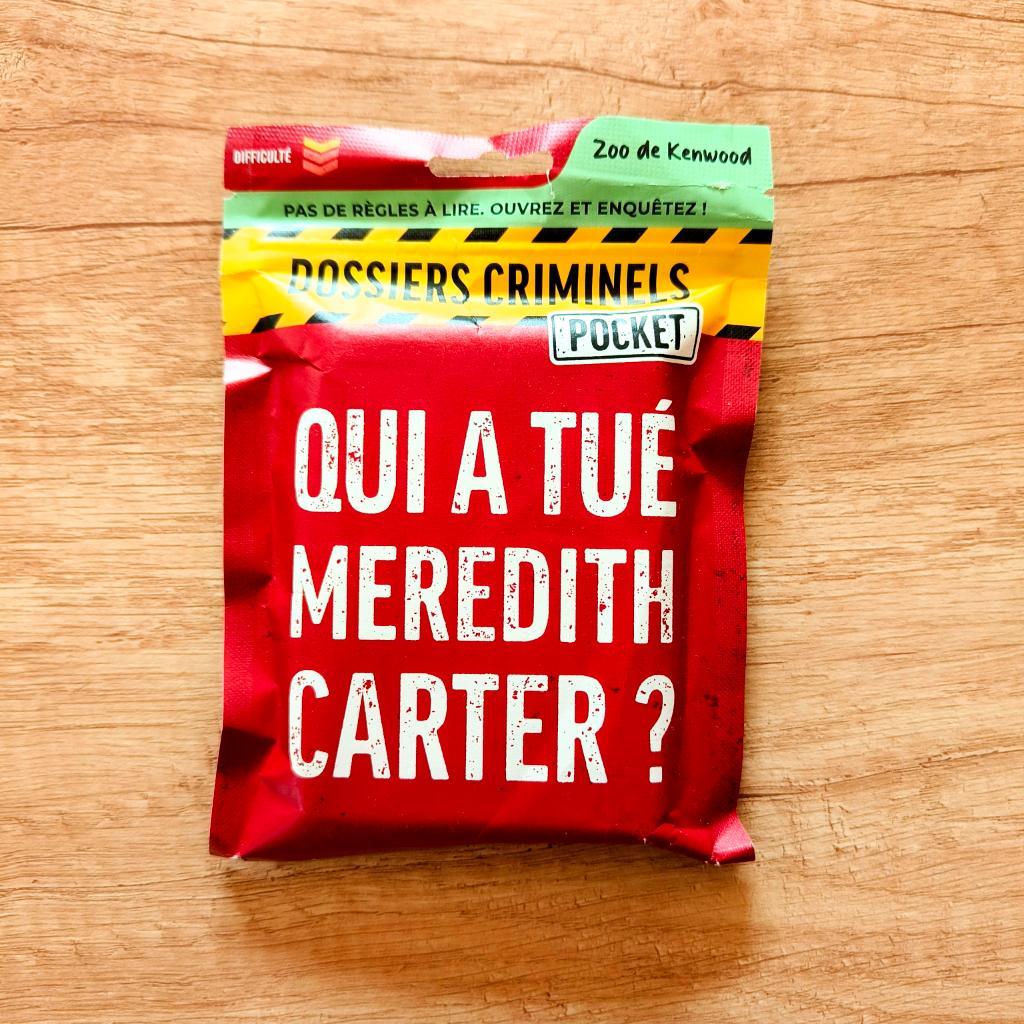 DIFFICULTÉ
Zoo de Kenwood
PAS DE RÈGLES À LIRE. OUVREZ ET ENQUÊTEZ !
DOSSIERS CRIMINELS
POCKET
QUI A TUÉ
MEREDITH
CARTER ?